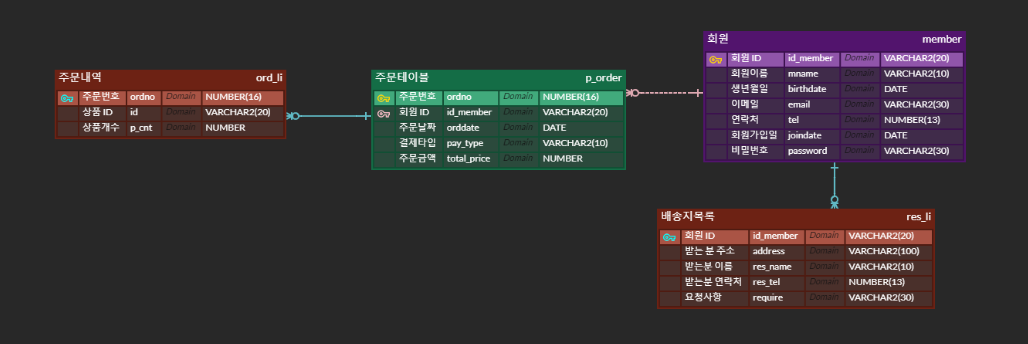 회원 member
회원 ID id_member Domain VARCHAR2(20)
회원이름 mname Domain VARCHAR2(10)
생년월일 birthdate Domain DATE
이메일 email Domain VARCHAR2(30)
연락처 tel Domain NUMBER(13)
회원가입일 joindate Domain DATE
비밀번호 password Domain VARCHAR2(30)
주문내역 ord_li
주문번호 ordno Domain NUMBER(16)
상품 ID id Domain VARCHAR2(20)
상품개수 p_cnt Domain NUMBER
주문테이블 p_order
주문번호 ordno Domain NUMBER(16)
회원 ID id_member Domain VARCHAR2(20)
주문날짜 orddate Domain DATE
결제타입 pay_type Domain VARCHAR2(10)
주문금액 total_price Domain NUMBER
배송지목록 res_li
회원 ID id_member Domain VARCHAR2(20)
받는 분 주소 address Domain VARCHAR2(100)
받는분 이름 res_name Domain VARCHAR2(10)
받는분 연락처 res_tel Domain NUMBER(13)
요청사항 require Domain VARCHAR2(30)